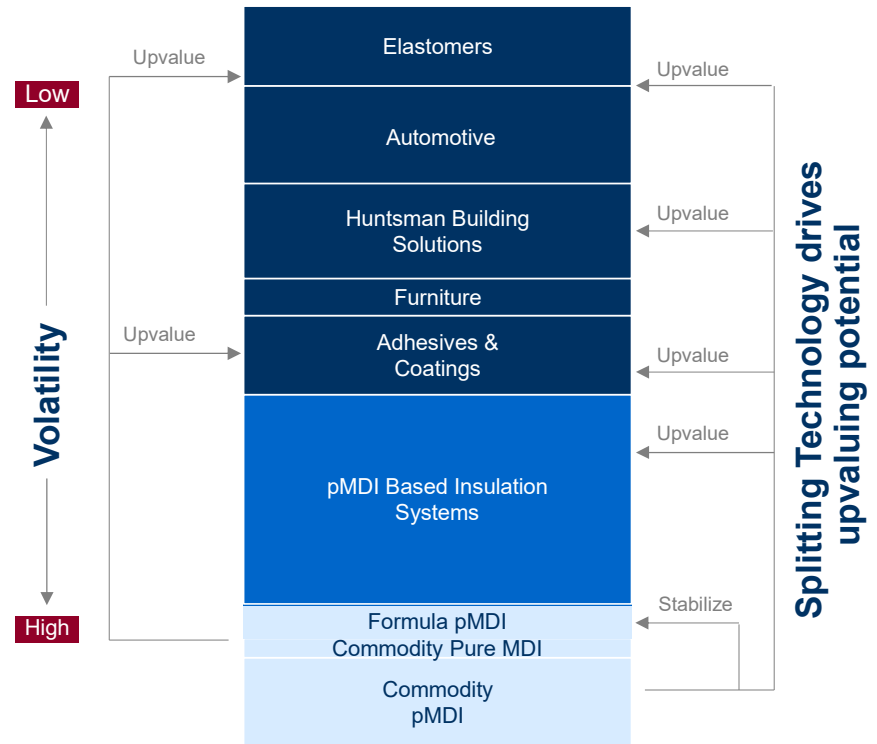 Elastomers
Upvalue
Upvalue
Low
Automotive
Huntsman Building
Solutions
Upvalue
Furniture
Upvalue
Adhesives &
Coatings
Upvalue
Upvalue
Volatility
Splitting Technology drives
upvaluing potential
pMDI Based Insulation
Systems
Stabilize
High
Formula pMDI
Commodity Pure MDI
Commodity
pMDI